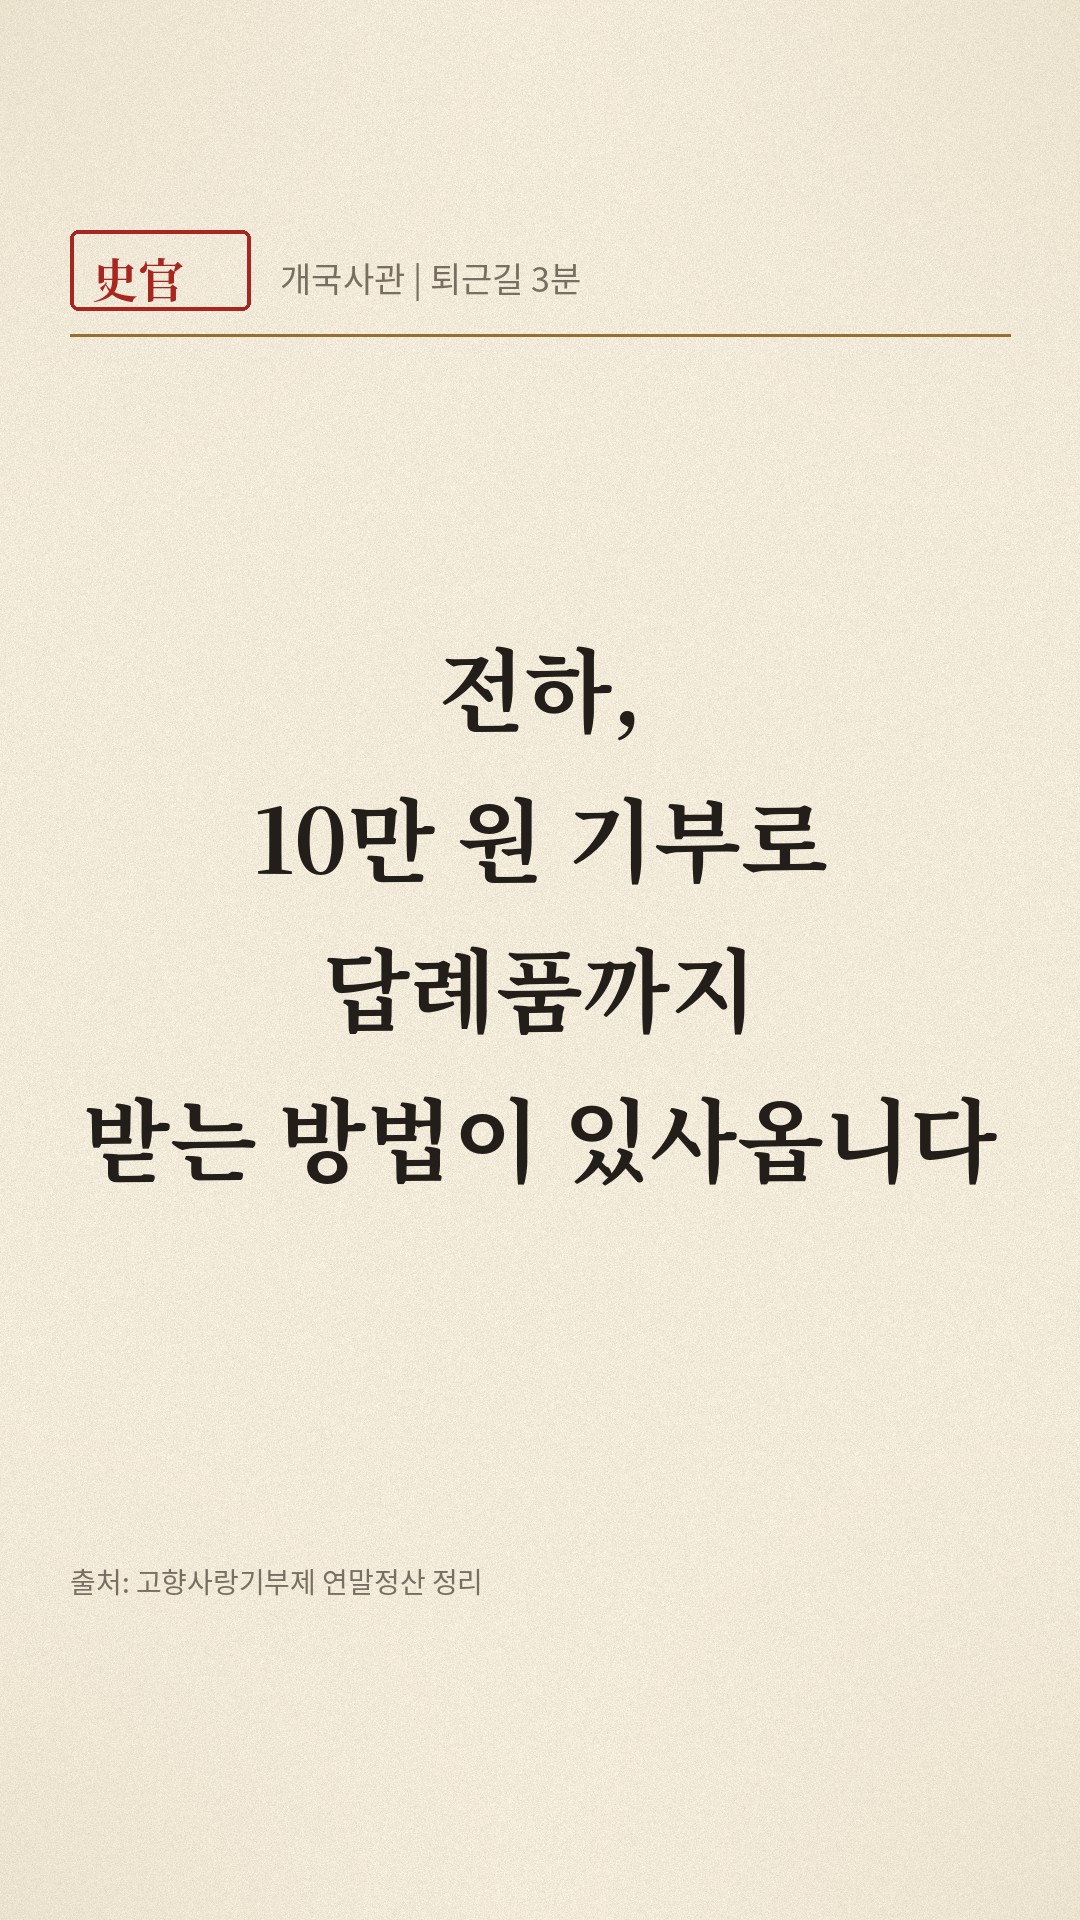 史官
개국사관 | 퇴근길 3분
전하,
10만 원 기부로
답례품까지
받는 방법이 있사옵니다
출처: 고향사랑기부제 연말정산 정리